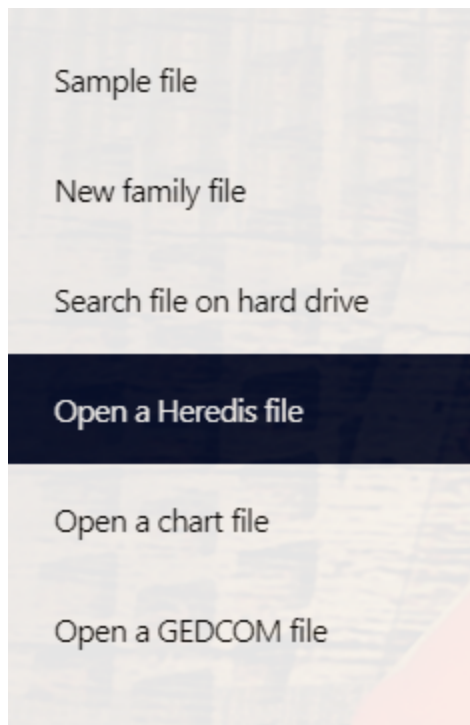 Sample file
New family file
Search file on hard drive
Open a Heredis file
Open a chart file
Open a GEDCOM file